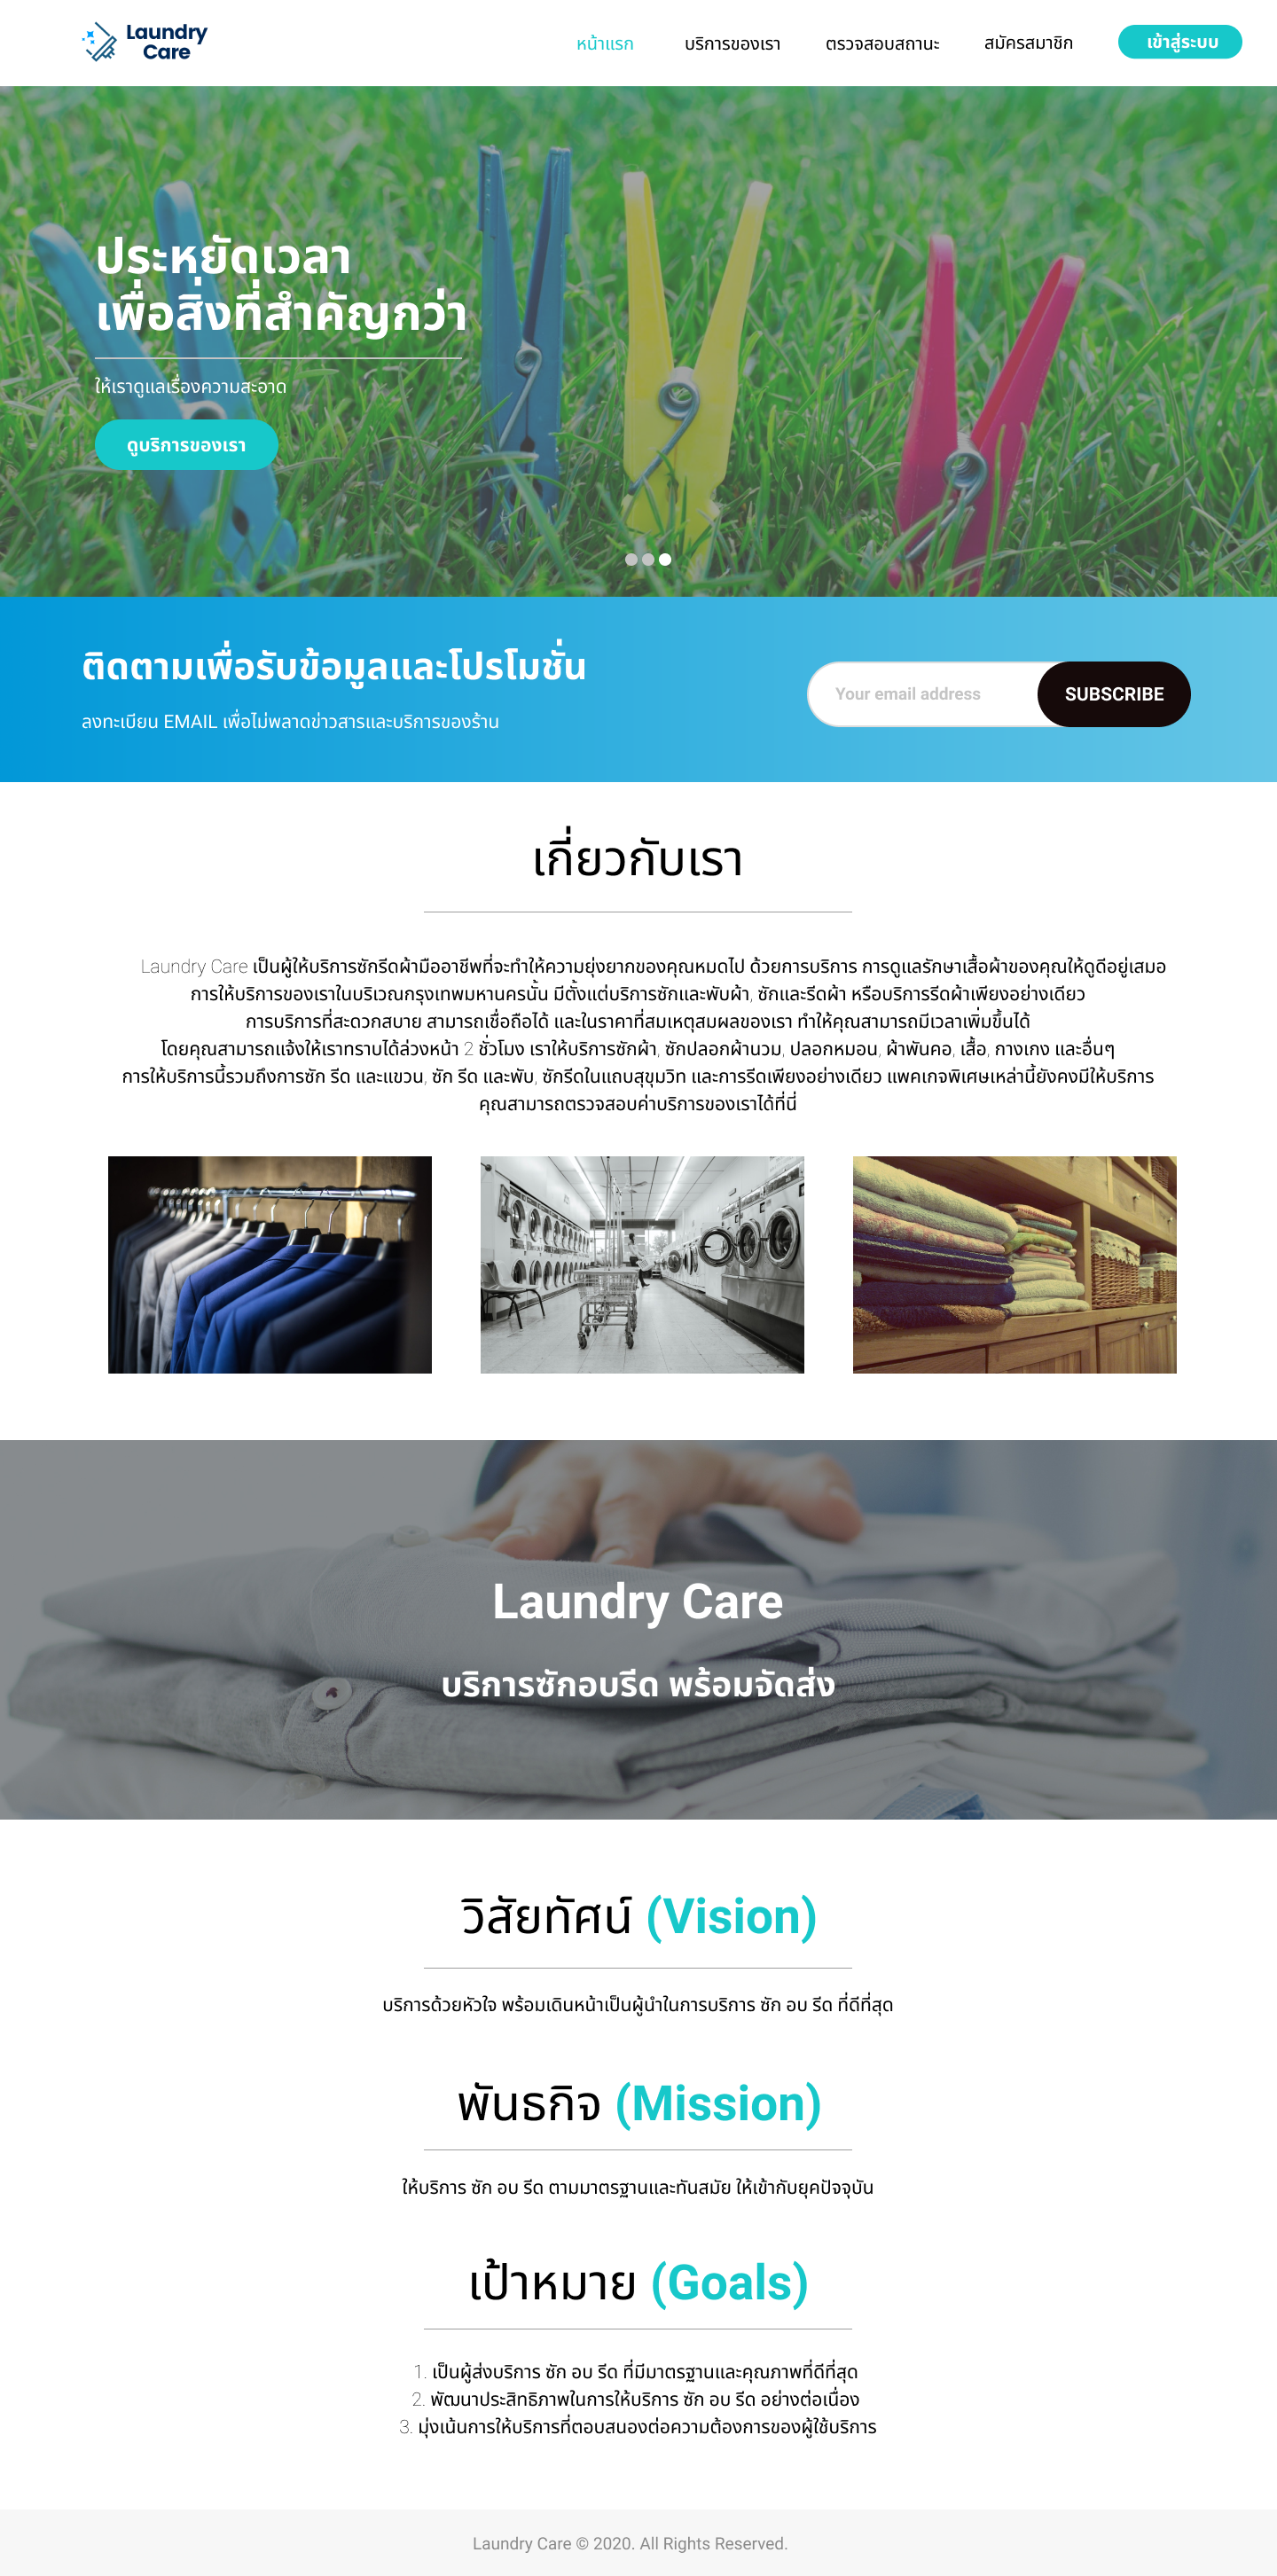 Laundry
Care
หน้าแรก
บริการของเรา
ตรวจสอบสถานะ
สมัครสมาชิก
เข้าสู่ระบบ
ประหยัดเวลา
เพื่อสิ่งที่สำคัญกว่า
ให้เราดูแลเรื่องความสะอาด
ดูบริการของเรา
ติดตามเพื่อรับข้อมูลและโปรโมชั่น
ลงทะเบียน EMAIL เพื่อไม่พลาดข่าวสารและบริการของร้าน
Your email address
SUBSCRIBE
เกี่ยวกับเรา
Laundry Care เป็นผู้ให้บริการซักรีดผ้ามืออาชีพที่จะทำให้ความยุ่งยากของคุณหมดไป ด้วยการบริการ การดูแลรักษาเสื้อผ้าของคุณให้ดูดีอยู่เสมอ
การให้บริการของเราในบริเวณกรุงเทพมหานครนั้น มีตั้งแต่บริการซักและพับผ้า, ซักและรีดผ้า หรือบริการรีดผ้าเพียงอย่างเดียว
การบริการที่สะดวกสบาย สามารถเชื่อถือได้ และในราคาที่สมเหตุสมผลของเรา ทำให้คุณสามารถมีเวลาเพิ่มขึ้นได้
โดยคุณสามารถแจ้งให้เราทราบได้ล่วงหน้า 2 ชั่วโมง เราให้บริการซักผ้า, ซักปลอกผ้านวม, ปลอกหมอน, ผ้าพันคอ, เสื้อ, กางเกง และอื่นๆ
การให้บริการนี้รวมถึงการซัก รีด และแขวน, ซัก รีด และพับ, ซักรีดในแถบสุขุมวิท และการรีดเพียงอย่างเดียว แพคเกจพิเศษเหล่านี้ยังคงมีให้บริการ
คุณสามารถตรวจสอบค่าบริการของเราได้ที่นี่
Laundry Care
บริการซักอบรีด พร้อมจัดส่ง
วิสัยทัศน์ (Vision)
บริการด้วยหัวใจ พร้อมเดินหน้าเป็นผู้นำในการบริการ ซัก อบ รีด ที่ดีที่สุด
พันธกิจ (Mission)
ให้บริการ ซัก อบ รีด ตามมาตรฐานและทันสมัย ให้เข้ากับยุคปัจจุบัน
เป้าหมาย (Goals)
1. เป็นผู้ส่งบริการ ซัก อบ รีด ที่มีมาตรฐานและคุณภาพที่ดีที่สุด
2. พัฒนาประสิทธิภาพในการให้บริการ ซัก อบ รีด อย่างต่อเนื่อง
3. มุ่งเน้นการให้บริการที่ตอบสนองต่อความต้องการของผู้ใช้บริการ
Laundry Care © 2020. All Rights Reserved.